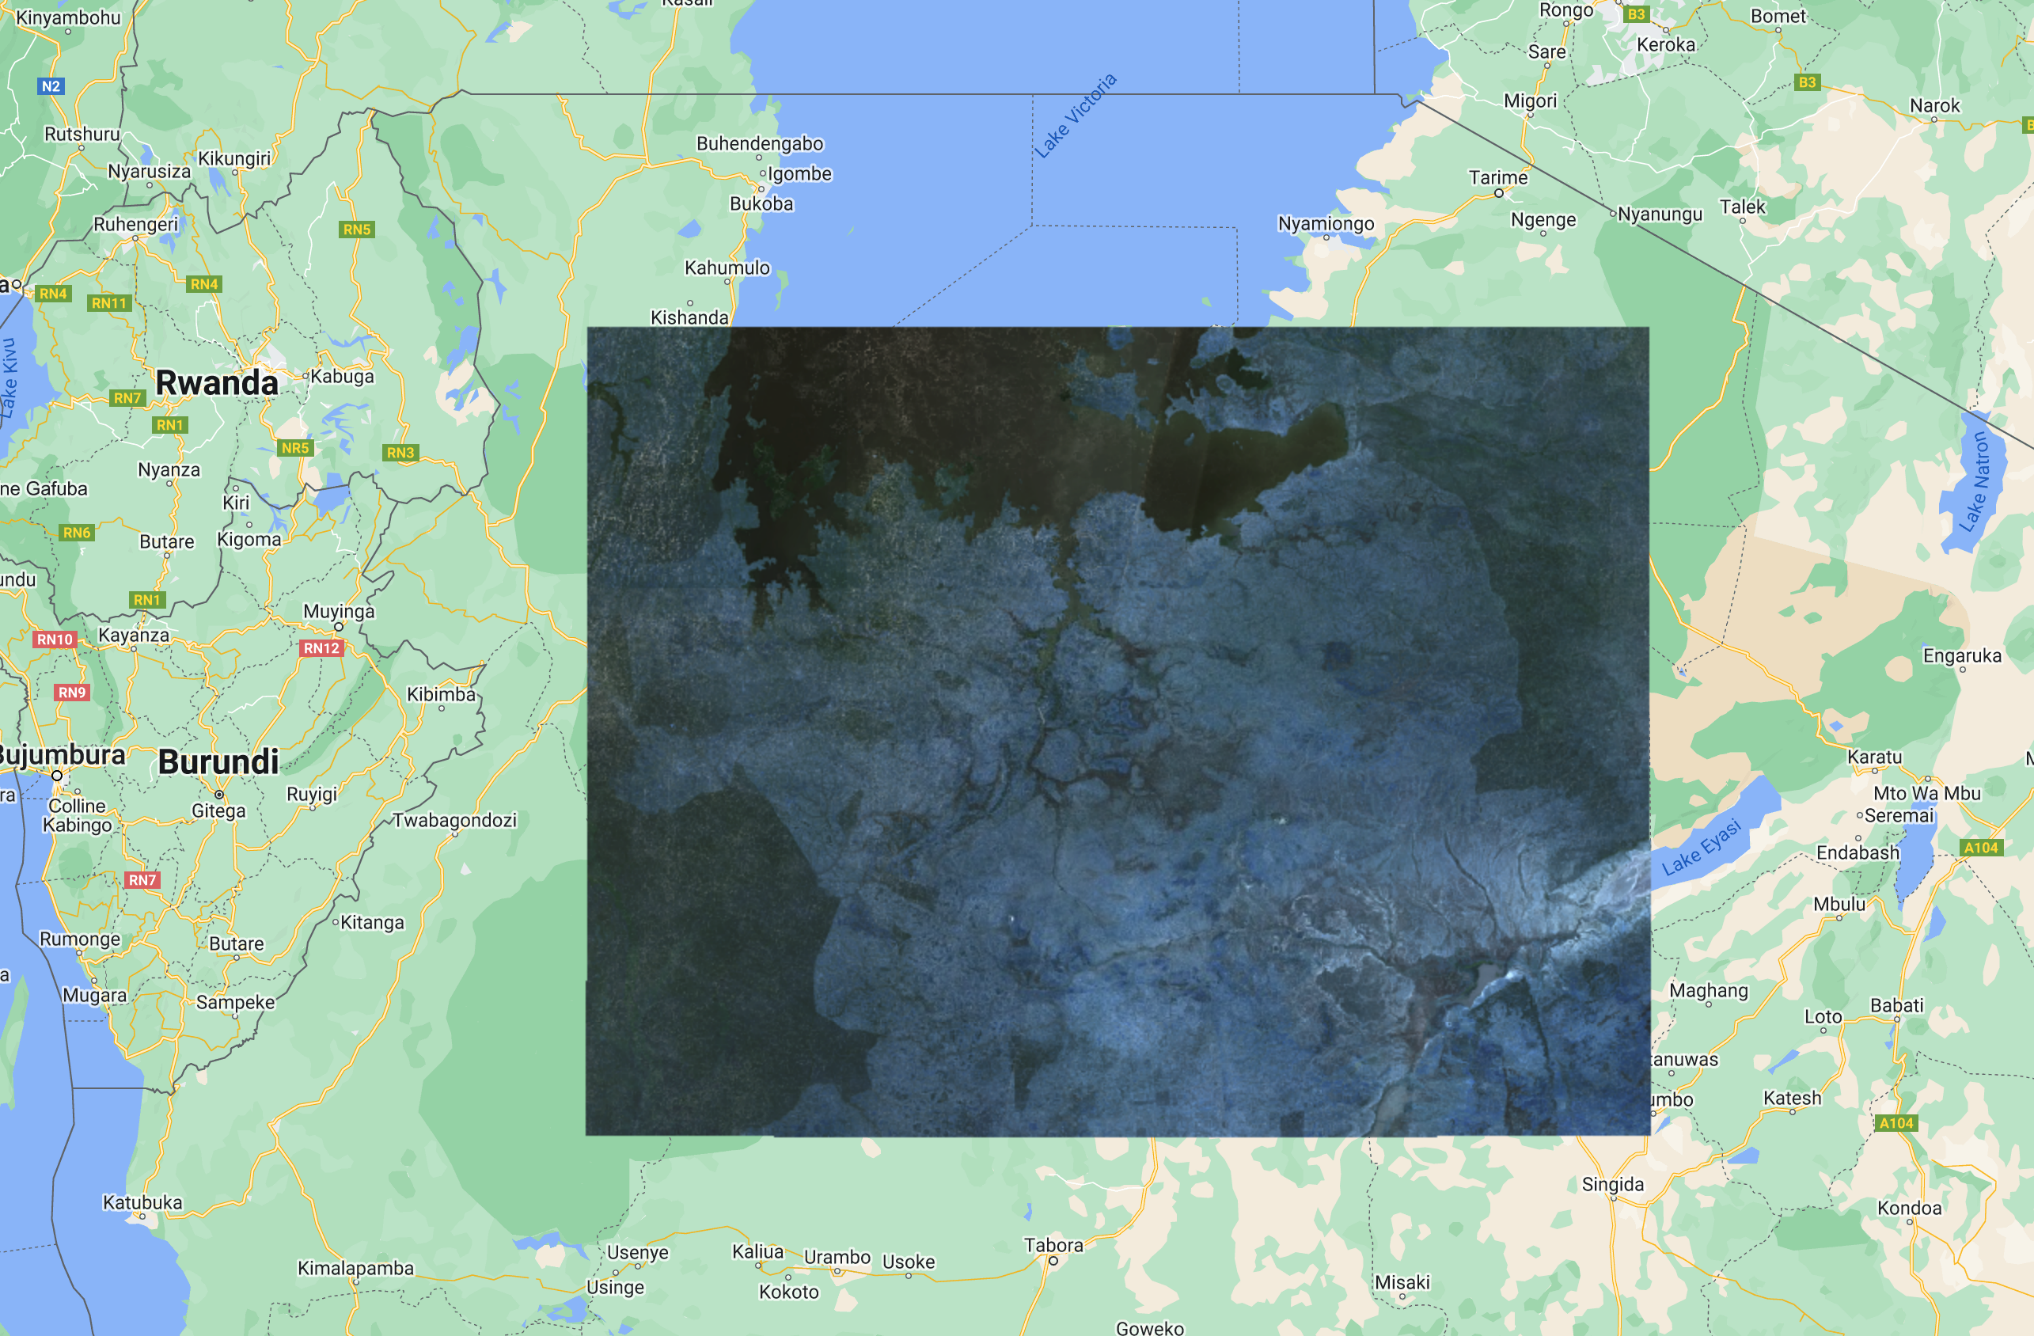 Kinyambohu
Rongo
B3
Bomet
Keroka
Sare
N2
B3
Migori
Narok
Rutshuru
Lake Victoria
Buhendengabo
Kikungiri
Nyarusiza
Igombe
Tarime
Bukoba
Ruhengeri
RN5
Nyamiongo
Ngenge
Nyanungu
Talek
Kahumulo
RN4
RN4
RN11
Kishanda
Lake Kivu
Rwanda
Kabuga
RN7
RN1
NR5
RN3
Nyanza
Lake Natron
ne Gafuba
Kiri
RN6
Butare
Kigoma
undu
RN1
Muyinga
RN10
Kayanza
RN12
Engaruka
RN9
Kibimba
Bujumbura
Burundi
Karatu
ra
Colline
Kabingo
Gitega
Ruyigi
Mto Wa Mbu
Twabagondozi
Seremai
Lake Eyasi
Endabash
A104
RN7
Mbulu
Kitanga
Rumonge
Butare
Mugara
Sampeke
Maghang
Loto
Babati
tanuwas
umbo
Katesh
A104
Katubuka
Singida
Kondoa
Kimalapamba
Usenye
Kaliua
Urambo
Usoke
Tabora
Usinge
Kokoto
Misaki
Goweko